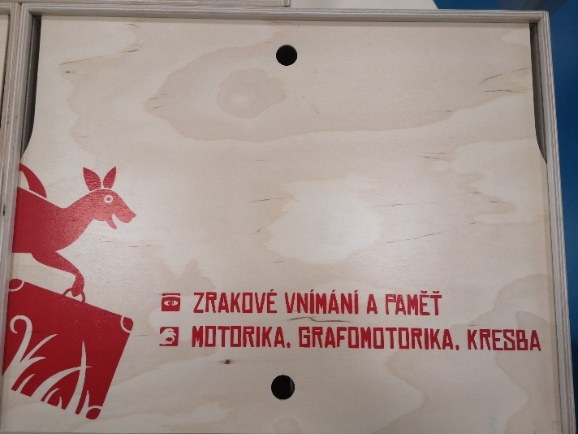 ZRAKOVÉ VNÍMÁNÍ A PAMĚŤ
MOTORIKA, GRAFOMOTORIKA, KRESBA